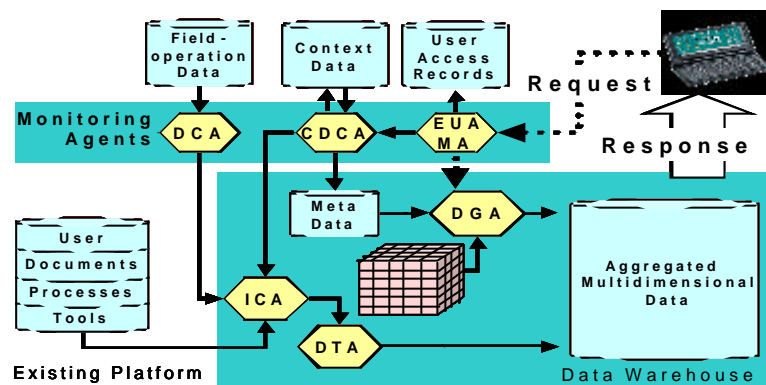 Field-
operation
Data
Context
Data
User
Access
Records
Request
Monitoring
Agents
DCA
CDCA
EUA
MA
Response
Meta
Data
DGA
User
Documents
Processes
Tools
ICA
Aggregated
Multidimensional
Data
DTA
Existing Platform
Data Warehouse